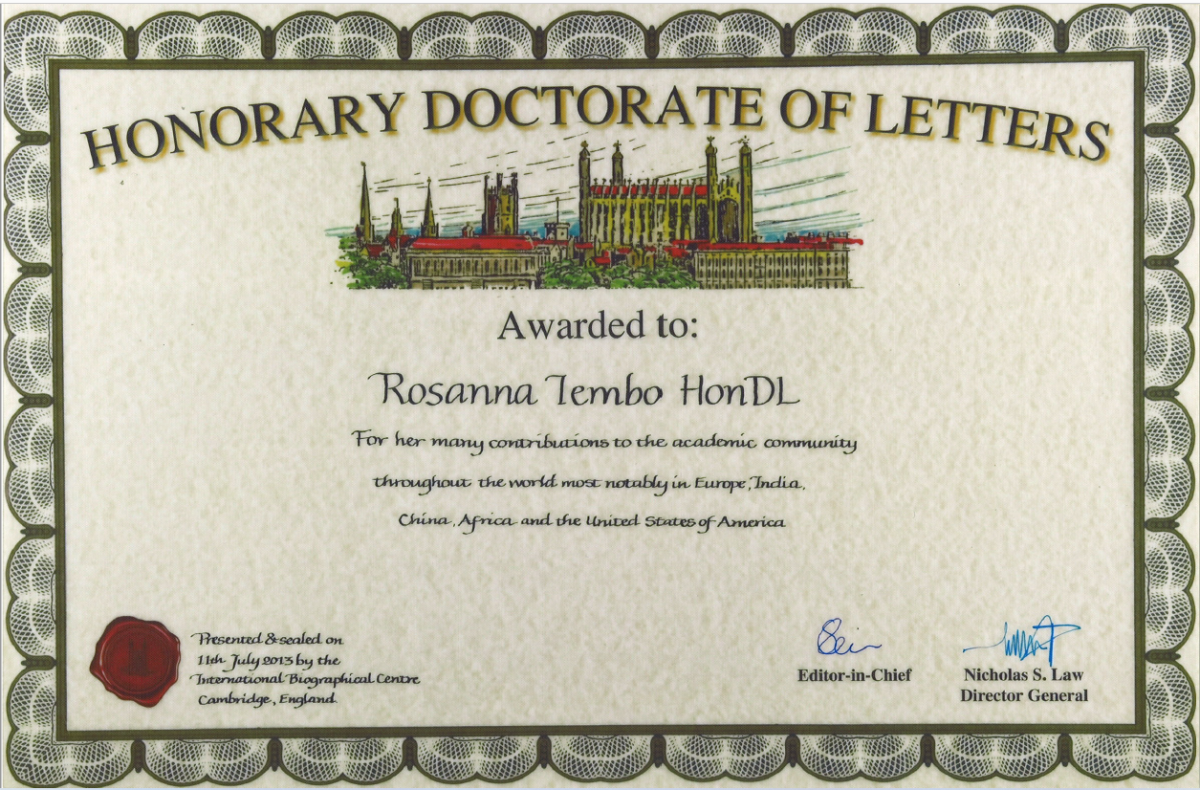 HONORARY DOCTORATE OF LETTERS
Awarded to:
Rosanna Tembo HonDL
For her many contributions to the academic community
throughout the world most notably in Europe, India,
China, Africa and the United States of America
Presented & sealed on
11th July 2013 by the
International Biographical Centre
Cambridge, England
Editor-in-Chief
Nicholas S. Law
Director General